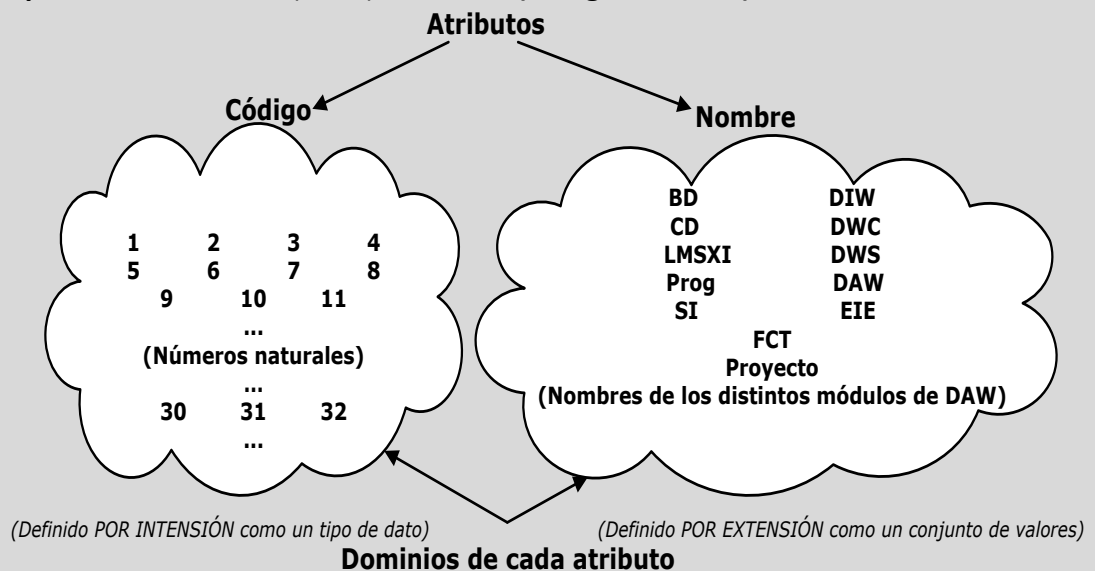 Atributos
Código
Nombre
1 2 3 4
5 6 7 8
9 10 11
...
(Números naturales)
...
30 31 32
...
BD DIW
CD DWC
LMSXI DWS
Prog DAW
SI EIE
FCT
Proyecto
(Nombres de los distintos módulos de DAW)
(Definido POR INTENSIÓN como un tipo de dato)
(Definido POR EXTENSIÓN como un conjunto de valores)
Dominios de cada atributo